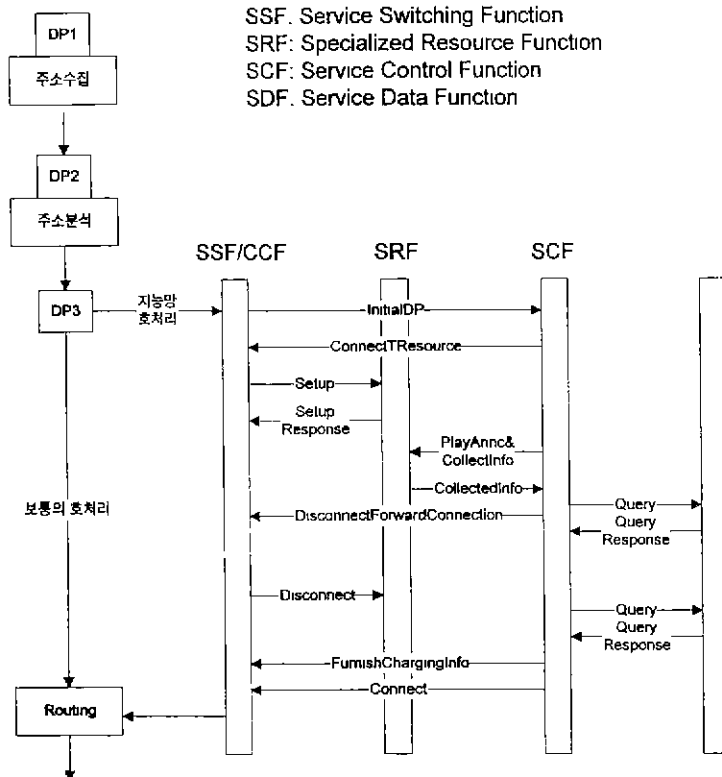 SSF. Service Switching Function
SRF: Specialized Resource Function
SCF: Service Control Function
SDF. Service Data Function
DP1
주소수집
DP2
주소분석
SSF/CCF
SRF
SCF
DP3
지능망
호처리
InitialDP
ConnectTResource
Setup
Setup
Response
PlayAnnc&
CollectInfo
CollectedInfo
보통의 호처리
DisconnectForwardConnection
Query
Query
Response
Disconnect
Query
Query
Response
FurnishChargingInfo
Connect
Routing